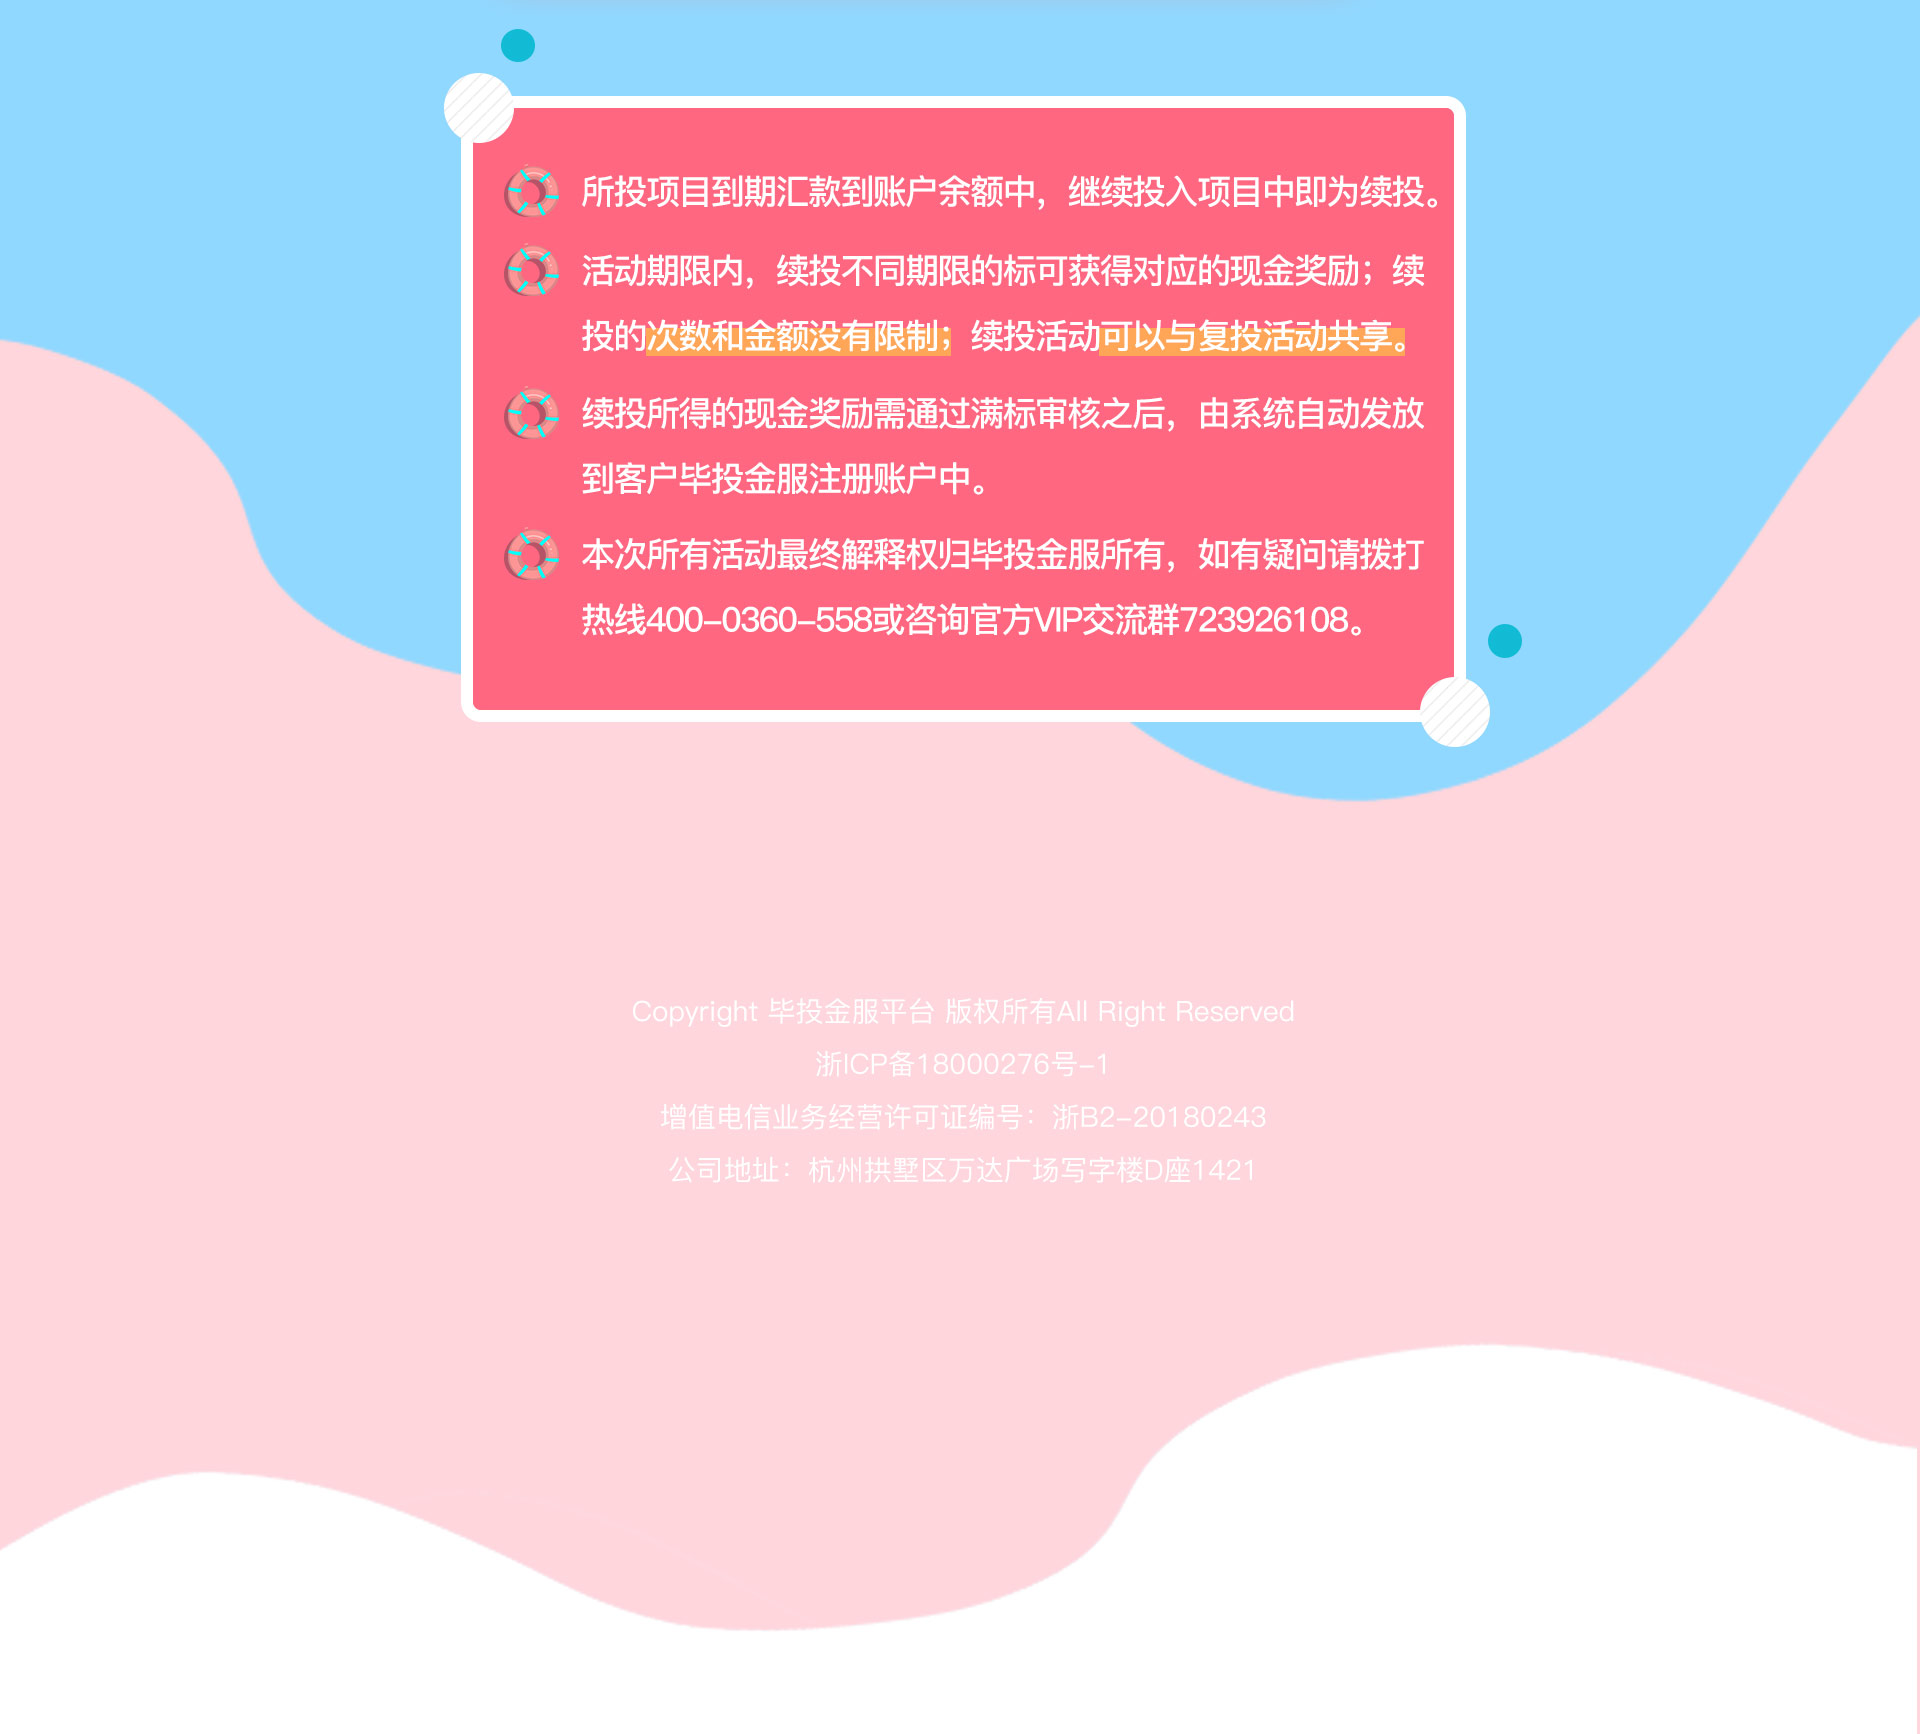 所投项目到期汇款到账户余额中，继续投入项目中即为续投。
活动期限内，续投不同期限的标可获得对应的现金奖励；续
投的次数和金额没有限制；续投活动可以与复投活动共享。
续投所得的现金奖励需通过满标审核之后，由系统自动发放
到客户毕投金服注册账户中。
本次所有活动最终解释权归毕投金服所有，如有疑问请拨打
热线400-0360-558或咨询官方VIP交流群723926108。
Copyright 毕投金服平台 版权所有All Right Reserved
浙ICP备18000276号-1
增值电信业务经营许可证编号：浙B2-20180243
公司地址：杭州拱墅区万达广场写字楼D座1421